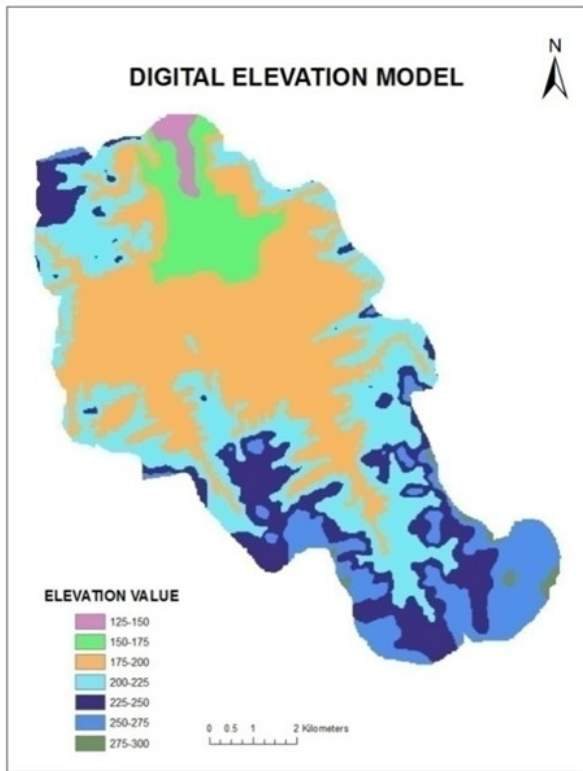 N
DIGITAL ELEVATION MODEL
ELEVATION VALUE
125-150
150-175
175-200
200-225
225-250
250-275
275-300
0 0.5 1 2 Kilometers